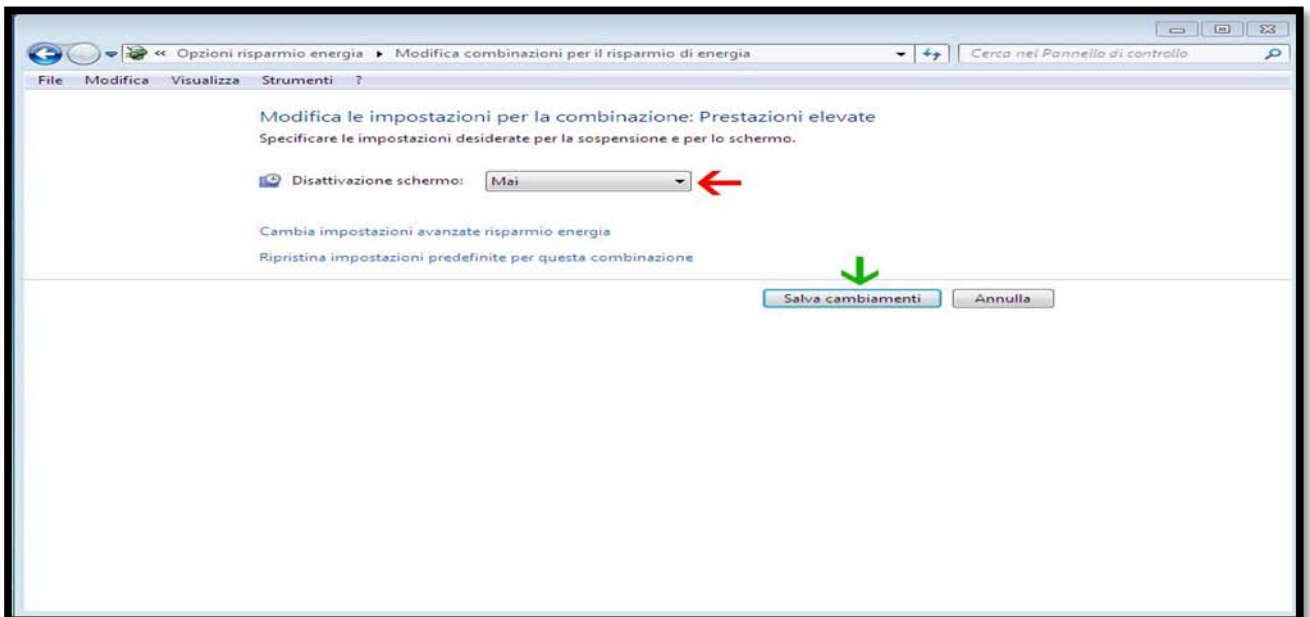 « Opzioni risparmio energia ▸ Modifica combinazioni per il risparmio di energia
Cerca nel Pannello di controllo
File Modifica Visualizza Strumenti ?
Modifica le impostazioni per la combinazione: Prestazioni elevate
Specificare le impostazioni desiderate per la sospensione e per lo schermo.
Disattivazione schermo: Mai
Cambia impostazioni avanzate risparmio energia
Ripristina impostazioni predefinite per questa combinazione
Salva cambiamenti Annulla